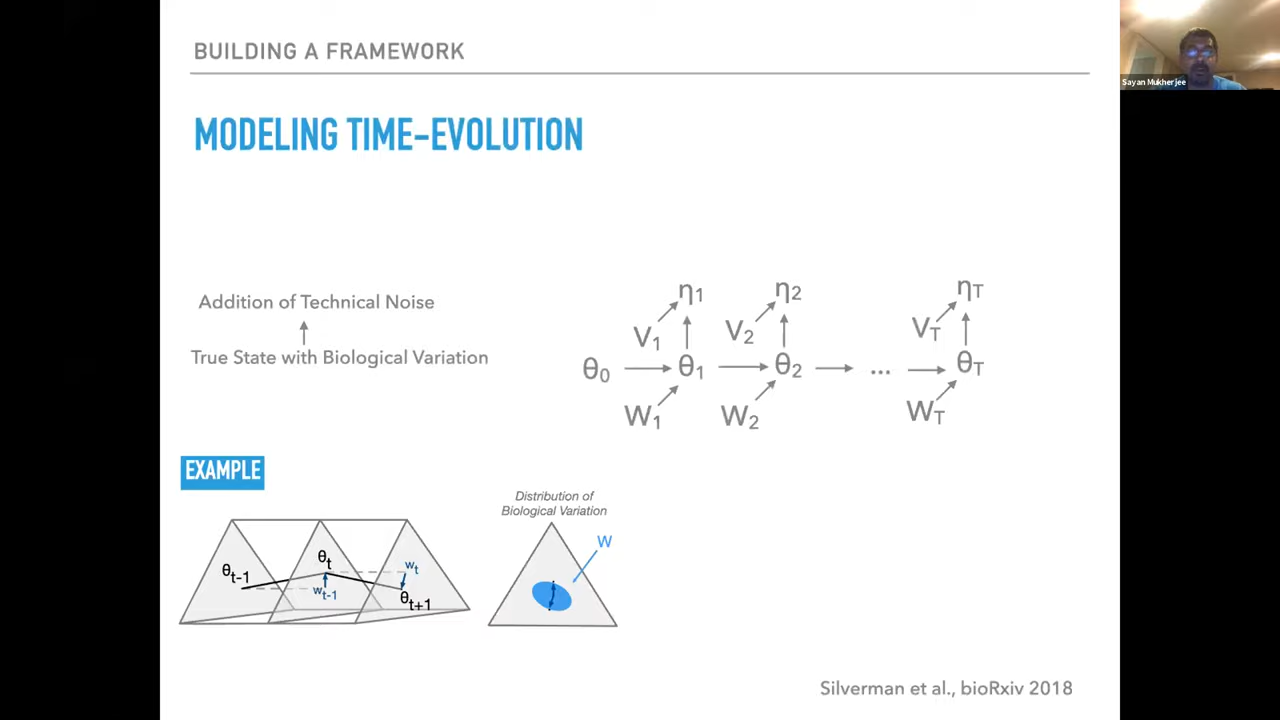 BUILDING A FRAMEWORK
Sayan Mukherjee
MODELING TIME-EVOLUTION
Addition of Technical Noise
True State with Biological Variation
η1 η2 ηT
V1 V2 VT
θ0 θ1 θ2 ... θT
W1 W2 WT
EXAMPLE
Distribution of
Biological Variation
W
θt-1
θt
wt-1
wt
θt+1
Silverman et al., bioRxiv 2018